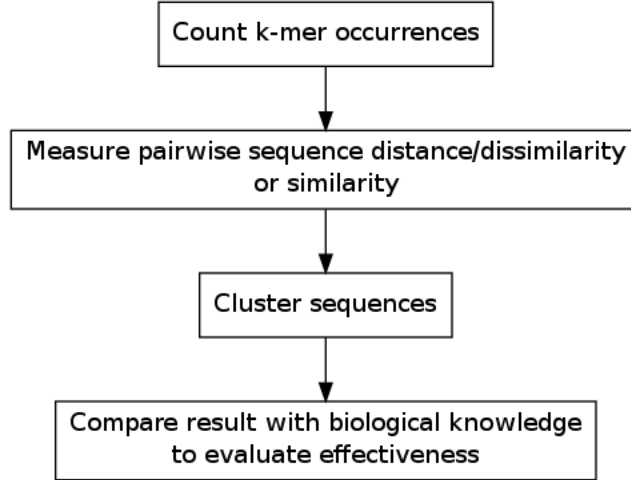 Count k-mer occurrences
Measure pairwise sequence distance/dissimilarity
or similarity
Cluster sequences
Compare result with biological knowledge
to evaluate effectiveness